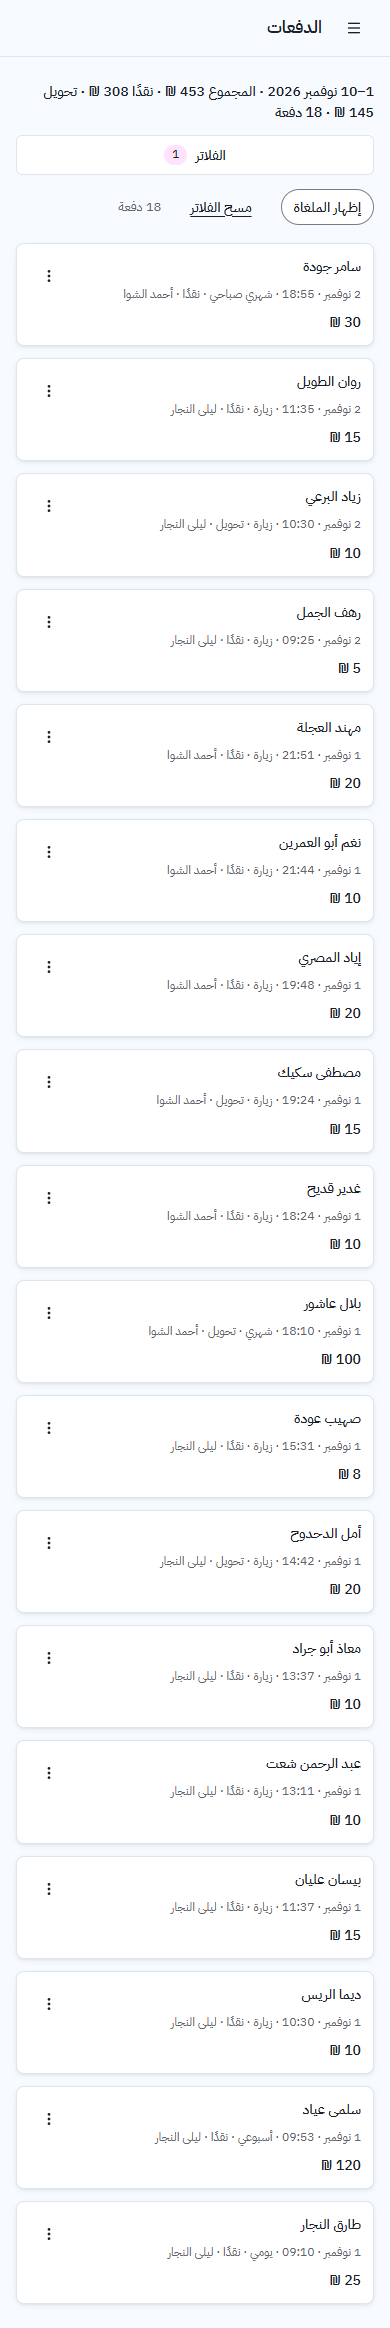 الدفعات
1–10 نوفمبر 2026 · المجموع 453 ₪ · نقدًا 308 ₪ · تحويل
145 ₪ · 18 دفعة
الفلاتر 1
إظهار الملغاة مسح الفلاتر 18 دفعة
سامر جودة
2 نوفمبر · 18:55 · شهري صباحي · نقدًا · أحمد الشوا
30 ₪
روان الطويل
2 نوفمبر · 11:35 · زيارة · نقدًا · ليلى النجار
15 ₪
زياد البرعي
2 نوفمبر · 10:30 · زيارة · تحويل · ليلى النجار
10 ₪
رهف الجمل
2 نوفمبر · 09:25 · زيارة · نقدًا · ليلى النجار
5 ₪
مهند العجلة
1 نوفمبر · 21:51 · زيارة · نقدًا · أحمد الشوا
20 ₪
نغم أبو العمرين
1 نوفمبر · 21:44 · زيارة · نقدًا · أحمد الشوا
10 ₪
إياد المصري
1 نوفمبر · 19:48 · زيارة · نقدًا · أحمد الشوا
20 ₪
مصطفى سكيك
1 نوفمبر · 19:24 · زيارة · تحويل · أحمد الشوا
15 ₪
غدير قديح
1 نوفمبر · 18:24 · زيارة · نقدًا · أحمد الشوا
10 ₪
بلال عاشور
1 نوفمبر · 18:10 · شهري · تحويل · أحمد الشوا
100 ₪
صهيب عودة
1 نوفمبر · 15:31 · زيارة · نقدًا · ليلى النجار
8 ₪
أمل الدحدوح
1 نوفمبر · 14:42 · زيارة · تحويل · ليلى النجار
20 ₪
معاذ أبو جراد
1 نوفمبر · 13:37 · زيارة · نقدًا · ليلى النجار
10 ₪
عبد الرحمن شعت
1 نوفمبر · 13:11 · زيارة · نقدًا · ليلى النجار
10 ₪
بيسان عليان
1 نوفمبر · 11:37 · زيارة · نقدًا · ليلى النجار
15 ₪
ديما الريس
1 نوفمبر · 10:30 · زيارة · نقدًا · ليلى النجار
10 ₪
سلمى عياد
1 نوفمبر · 09:53 · أسبوعي · نقدًا · ليلى النجار
120 ₪
طارق النجار
1 نوفمبر · 09:10 · يومي · نقدًا · ليلى النجار
25 ₪